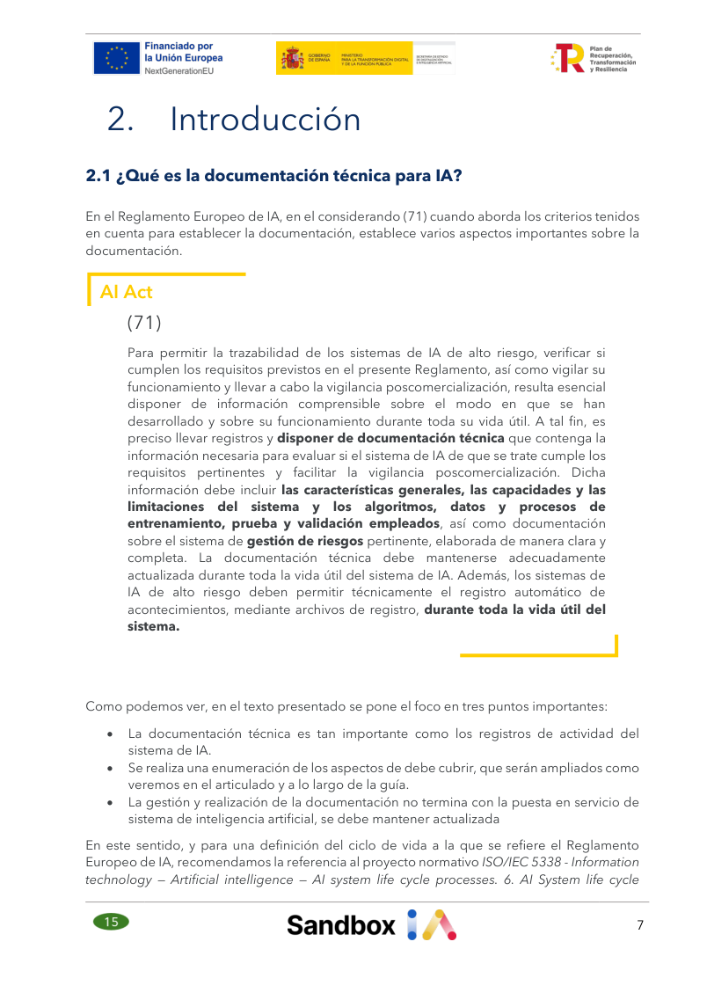 Financiado por
la Unión Europea
NextGenerationEU
GOBIERNO
DE ESPAÑA
MINISTERIO
PARA LA TRANSFORMACIÓN DIGITAL
Y DE LA FUNCIÓN PÚBLICA
SECRETARÍA DE ESTADO
DE DIGITALIZACIÓN
E INTELIGENCIA ARTIFICIAL
Plan de
Recuperación,
Transformación
y Resiliencia
2. Introducción
2.1 ¿Qué es la documentación técnica para IA?
En el Reglamento Europeo de IA, en el considerando (71) cuando aborda los criterios tenidos
en cuenta para establecer la documentación, establece varios aspectos importantes sobre la
documentación.
AI Act
(71)
Para permitir la trazabilidad de los sistemas de IA de alto riesgo, verificar si
cumplen los requisitos previstos en el presente Reglamento, así como vigilar su
funcionamiento y llevar a cabo la vigilancia poscomercialización, resulta esencial
disponer de información comprensible sobre el modo en que se han
desarrollado y sobre su funcionamiento durante toda su vida útil. A tal fin, es
preciso llevar registros y disponer de documentación técnica que contenga la
información necesaria para evaluar si el sistema de IA de que se trate cumple los
requisitos pertinentes y facilitar la vigilancia poscomercialización. Dicha
información debe incluir las características generales, las capacidades y las
limitaciones del sistema y los algoritmos, datos y procesos de
entrenamiento, prueba y validación empleados, así como documentación
sobre el sistema de gestión de riesgos pertinente, elaborada de manera clara y
completa. La documentación técnica debe mantenerse adecuadamente
actualizada durante toda la vida útil del sistema de IA. Además, los sistemas de
IA de alto riesgo deben permitir técnicamente el registro automático de
acontecimientos, mediante archivos de registro, durante toda la vida útil del
sistema.
Como podemos ver, en el texto presentado se pone el foco en tres puntos importantes:
• La documentación técnica es tan importante como los registros de actividad del
sistema de IA.
• Se realiza una enumeración de los aspectos de debe cubrir, que serán ampliados como
veremos en el articulado y a lo largo de la guía.
• La gestión y realización de la documentación no termina con la puesta en servicio de
sistema de inteligencia artificial, se debe mantener actualizada
En este sentido, y para una definición del ciclo de vida a la que se refiere el Reglamento
Europeo de IA, recomendamos la referencia al proyecto normativo ISO/IEC 5338 - Information
technology — Artificial intelligence — AI system life cycle processes. 6. AI System life cycle
15
Sandbox IA
7